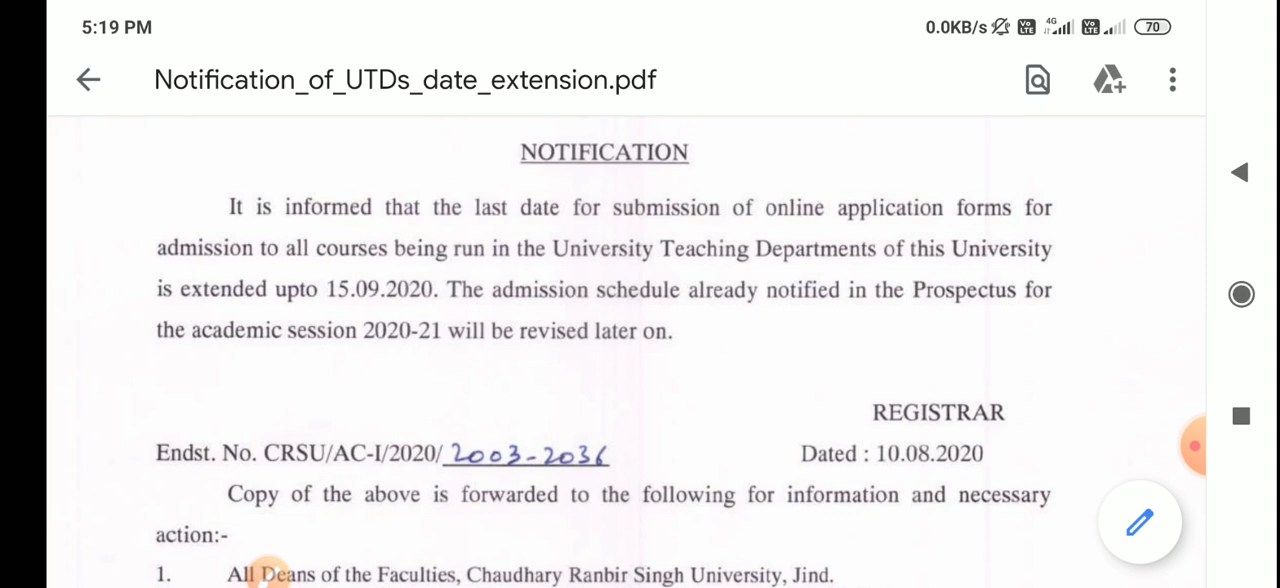 5:19 PM
0.0KB/s Vo LTE 4G Vo LTE 70
Notification_of_UTDs_date_extension.pdf
NOTIFICATION
It is informed that the last date for submission of online application forms for
admission to all courses being run in the University Teaching Departments of this University
is extended upto 15.09.2020. The admission schedule already notified in the Prospectus for
the academic session 2020-21 will be revised later on.
REGISTRAR
Endst. No. CRSU/AC-I/2020/ 2003-2036
Dated : 10.08.2020
Copy of the above is forwarded to the following for information and necessary
action:-
1. All Deans of the Faculties, Chaudhary Ranbir Singh University, Jind.